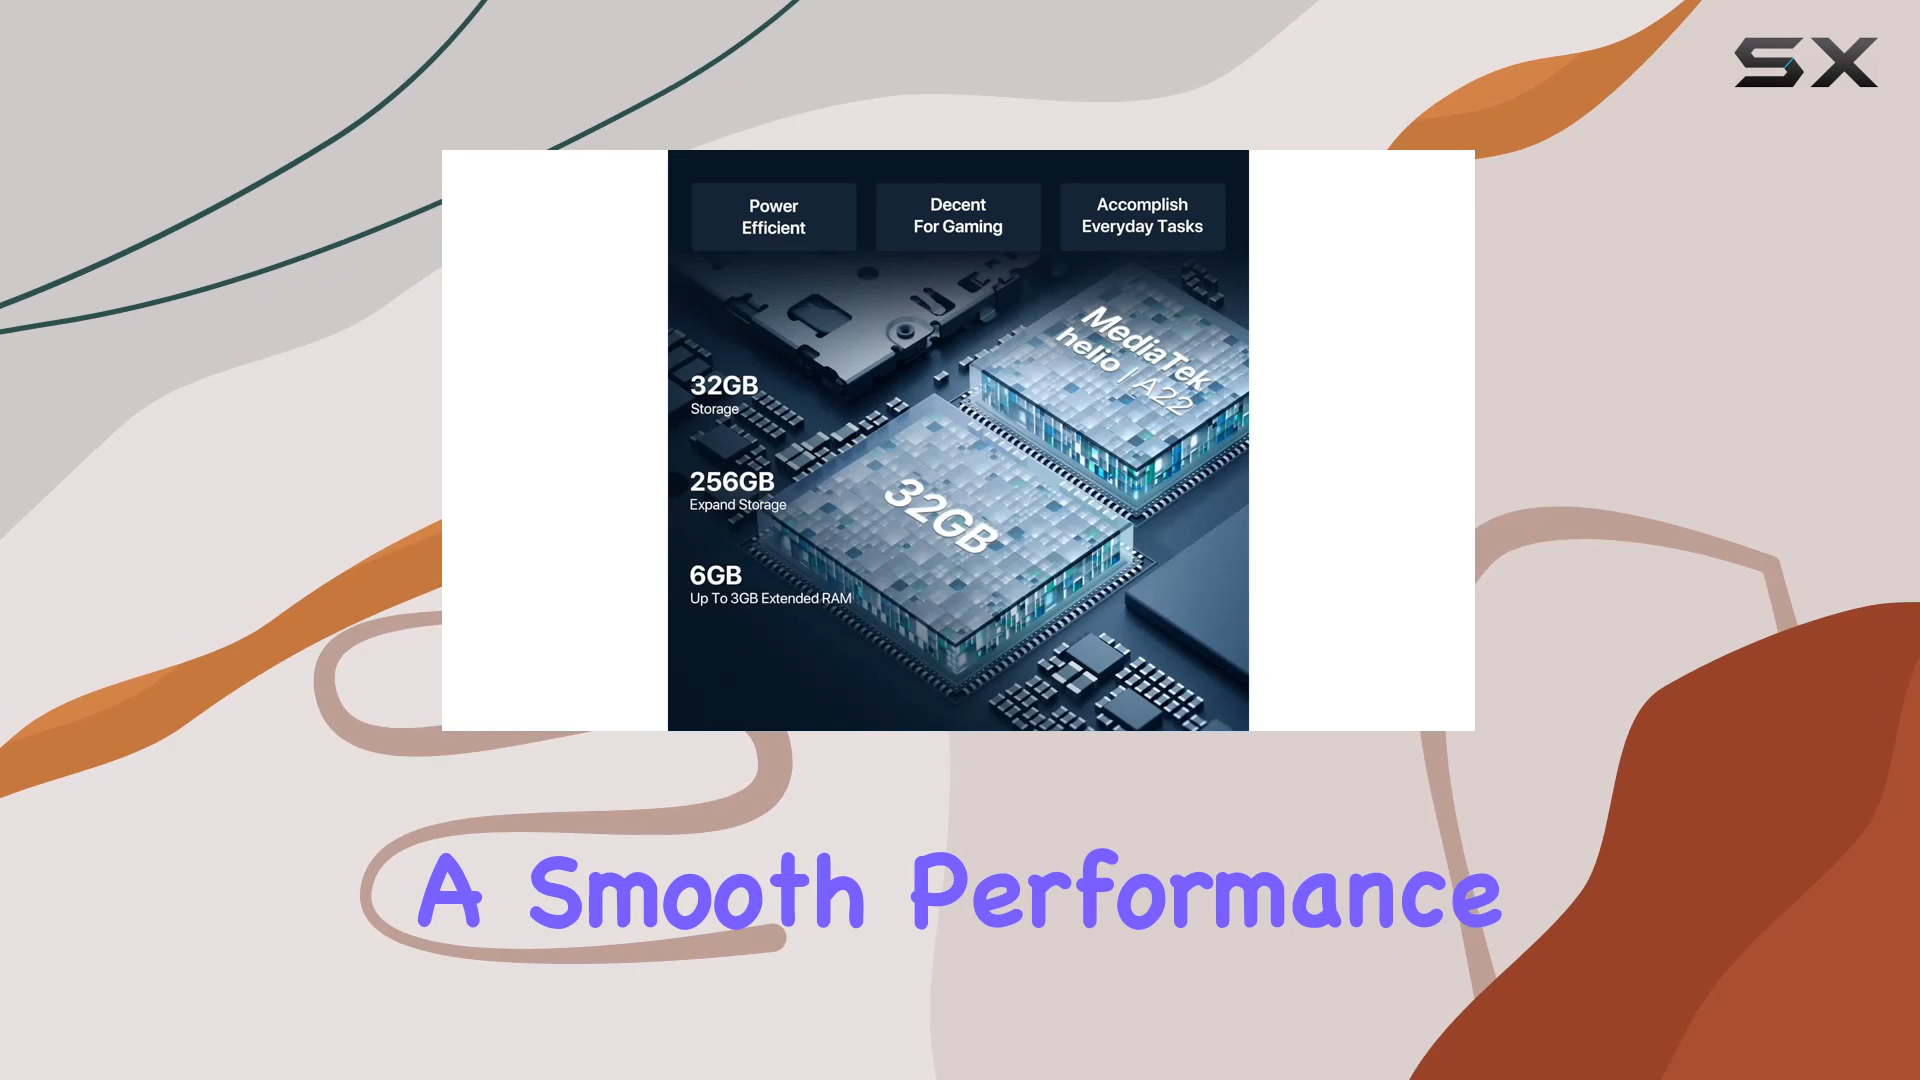 SX
Power
Efficient
Decent
For Gaming
Accomplish
Everyday Tasks
MediaTek
helio | A22
32GB
Storage
256GB
Expand Storage
32GB
6GB
Up To 3GB Extended RAM
A Smooth Performance